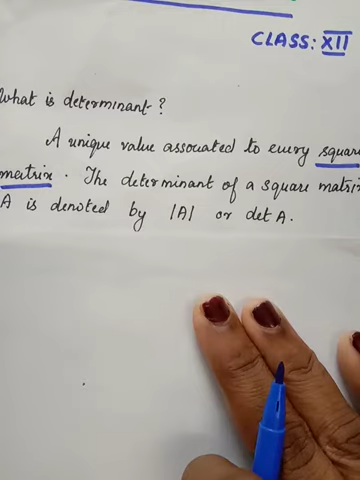 CLASS: XII
What is determinant?
A unique value associated to every square
matrix. The determinant of a square matrix
A is denoted by |A| or det A.